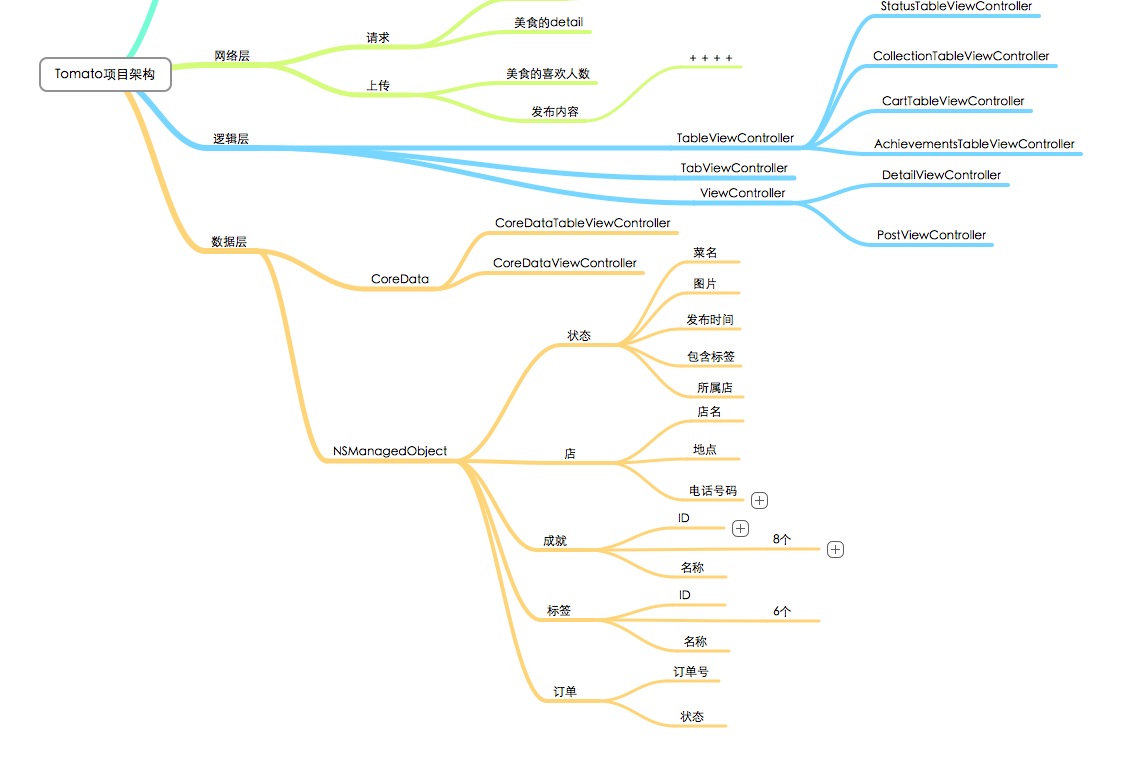 Tomato项目架构
网络层
请求
美食的detail
上传
美食的喜欢人数
发布内容
++++
逻辑层
TableViewController
StatusTableViewController
CollectionTableViewController
CartTableViewController
AchievementsTableViewController
TabViewController
ViewController
DetailViewController
PostViewController
数据层
CoreData
CoreDataTableViewController
CoreDataViewController
NSManagedObject
状态
菜名
图片
发布时间
包含标签
所属店
店
店名
地点
电话号码
成就
ID
8个
名称
标签
ID
6个
名称
订单
订单号
状态